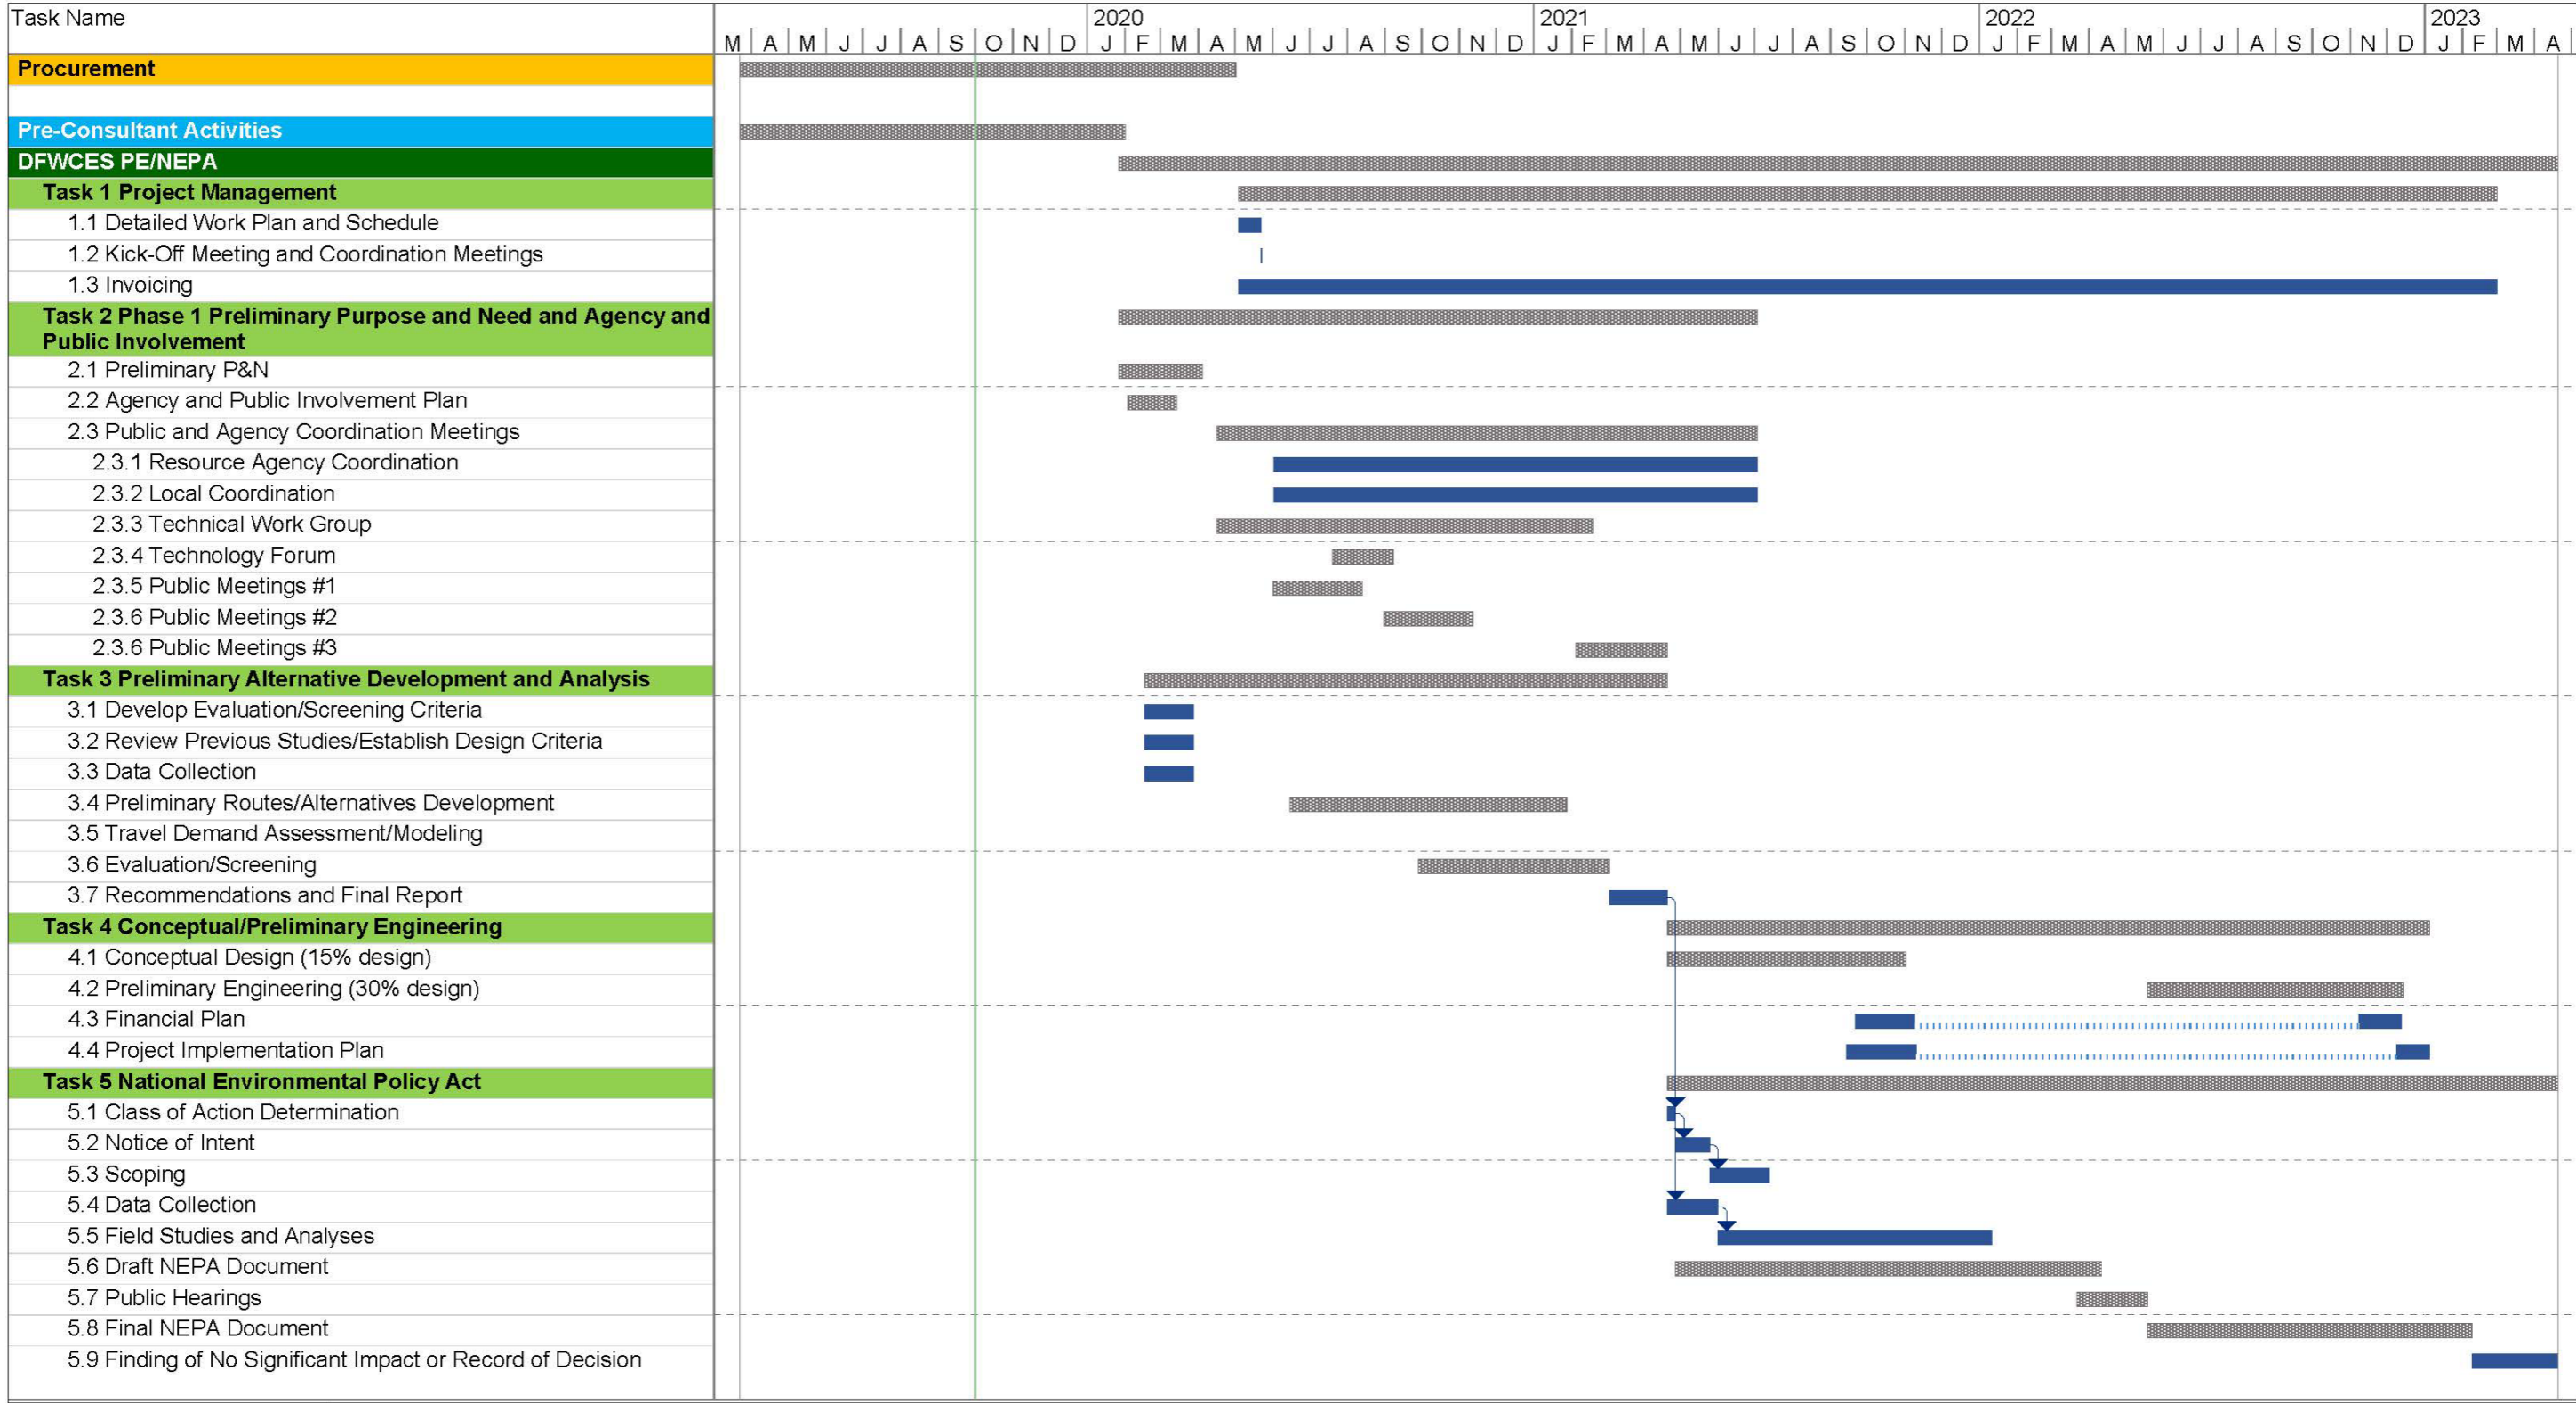 Task Name
2020 2021 2022 2023
M A M J J A S O N D J F M A M J J A S O N D J F M A M J J A S O N D J F M A M J J A S O N D J F M A
Procurement
Pre-Consultant Activities
DFWCES PE/NEPA
Task 1 Project Management
1.1 Detailed Work Plan and Schedule
1.2 Kick-Off Meeting and Coordination Meetings
1.3 Invoicing
Task 2 Phase 1 Preliminary Purpose and Need and Agency and
Public Involvement
2.1 Preliminary P&N
2.2 Agency and Public Involvement Plan
2.3 Public and Agency Coordination Meetings
2.3.1 Resource Agency Coordination
2.3.2 Local Coordination
2.3.3 Technical Work Group
2.3.4 Technology Forum
2.3.5 Public Meetings #1
2.3.6 Public Meetings #2
2.3.6 Public Meetings #3
Task 3 Preliminary Alternative Development and Analysis
3.1 Develop Evaluation/Screening Criteria
3.2 Review Previous Studies/Establish Design Criteria
3.3 Data Collection
3.4 Preliminary Routes/Alternatives Development
3.5 Travel Demand Assessment/Modeling
3.6 Evaluation/Screening
3.7 Recommendations and Final Report
Task 4 Conceptual/Preliminary Engineering
4.1 Conceptual Design (15% design)
4.2 Preliminary Engineering (30% design)
4.3 Financial Plan
4.4 Project Implementation Plan
Task 5 National Environmental Policy Act
5.1 Class of Action Determination
5.2 Notice of Intent
5.3 Scoping
5.4 Data Collection
5.5 Field Studies and Analyses
5.6 Draft NEPA Document
5.7 Public Hearings
5.8 Final NEPA Document
5.9 Finding of No Significant Impact or Record of Decision